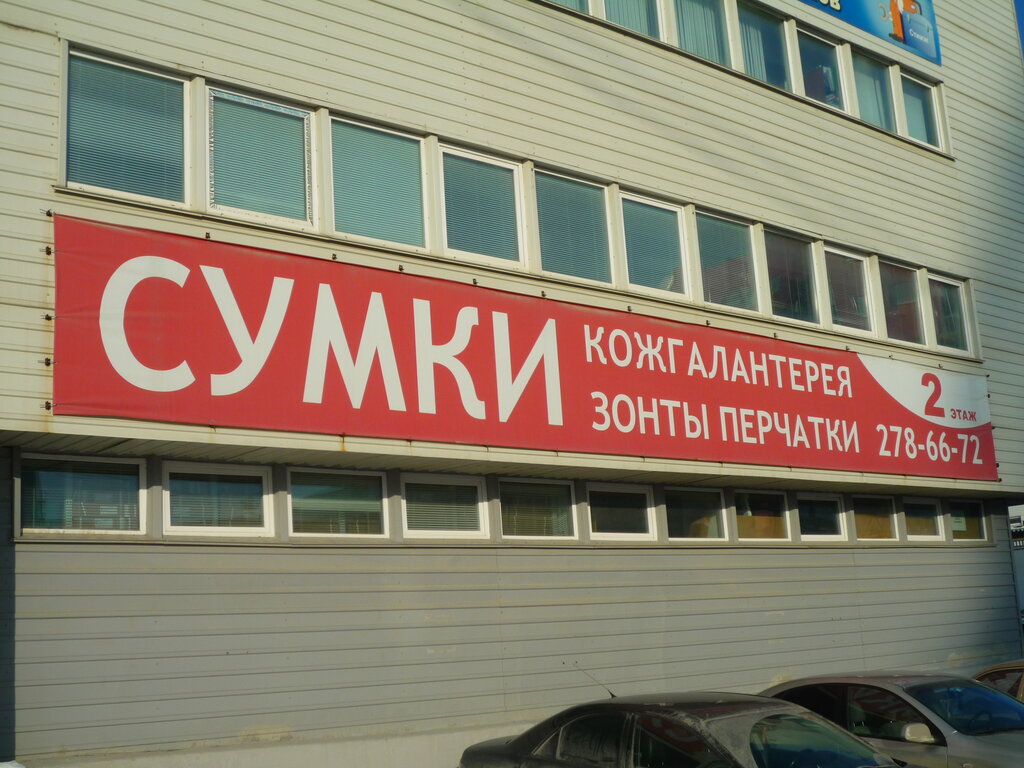 СУМКИ
КОЖГАЛАНТЕРЕЯ
ЗОНТЫ ПЕРЧАТКИ
2 ЭТАЖ
278-66-72